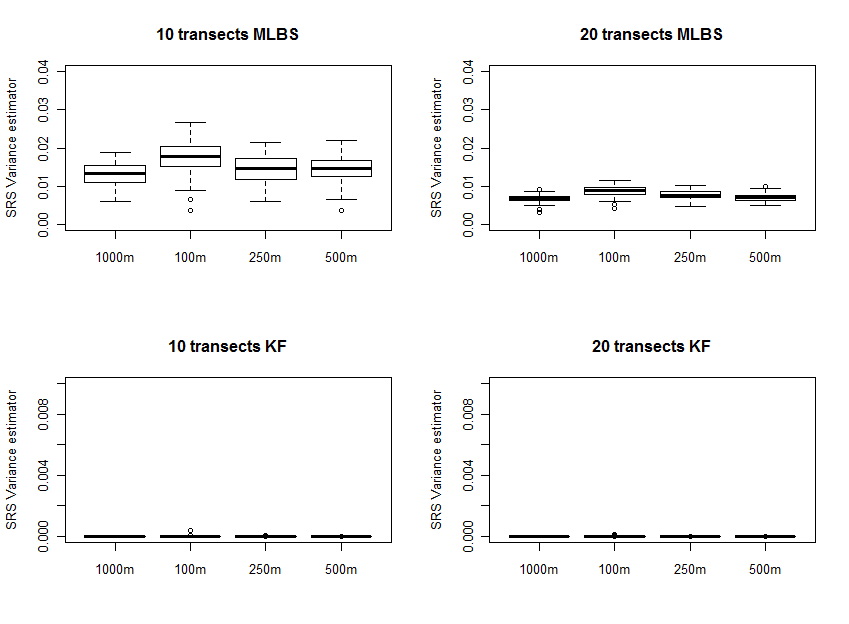 10 transects MLBS
SRS Variance estimator
0.04
0.03
0.02
0.01
0.00
1000m 100m 250m 500m
20 transects MLBS
SRS Variance estimator
0.04
0.03
0.02
0.01
0.00
1000m 100m 250m 500m
10 transects KF
SRS Variance estimator
0.008
0.004
0.000
1000m 100m 250m 500m
20 transects KF
SRS Variance estimator
0.008
0.004
0.000
1000m 100m 250m 500m